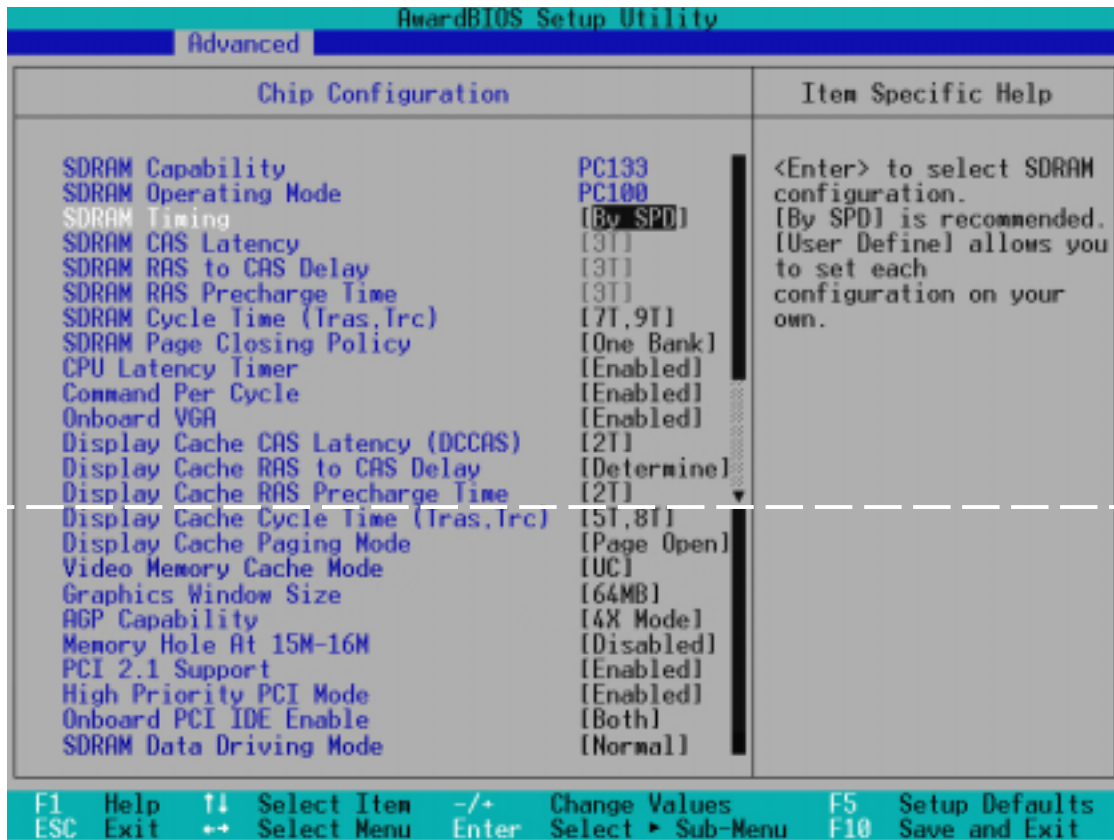 AwardBIOS Setup Utility
Advanced
Chip Configuration
Item Specific Help
SDRAM Capability PC133
SDRAM Operating Mode PC100
SDRAM Timing [By SPD]
SDRAM CAS Latency [3T]
SDRAM RAS to CAS Delay [3T]
SDRAM RAS Precharge Time [3T]
SDRAM Cycle Time (Tras,Trc) [7T,9T]
SDRAM Page Closing Policy [One Bank]
CPU Latency Timer [Enabled]
Command Per Cycle [Enabled]
Onboard VGA [Enabled]
Display Cache CAS Latency (DCCAS) [2T]
Display Cache RAS to CAS Delay [Determine]
Display Cache RAS Precharge Time [2T]
Display Cache Cycle Time (Tras,Trc) [5T,8T]
Display Cache Paging Mode [Page Open]
Video Memory Cache Mode [UC]
Graphics Window Size [64MB]
AGP Capability [4X Mode]
Memory Hole At 15M-16M [Disabled]
PCI 2.1 Support [Enabled]
High Priority PCI Mode [Enabled]
Onboard PCI IDE Enable [Both]
SDRAM Data Driving Mode [Normal]
<Enter> to select SDRAM
configuration.
[By SPD] is recommended.
[User Define] allows you
to set each
configuration on your
own.
F1 Help ↑↓ Select Item -/+ Change Values F5 Setup Defaults
ESC Exit ←→ Select Menu Enter Select ► Sub-Menu F10 Save and Exit